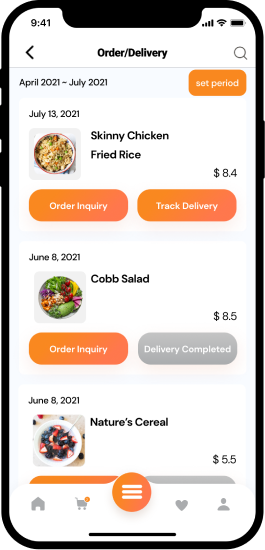 9:41
Order/Delivery
April 2021 ~ July 2021
set period
July 13, 2021
Skinny Chicken
Fried Rice
$ 8.4
Order Inquiry
Track Delivery
June 8, 2021
Cobb Salad
$ 8.5
Order Inquiry
Delivery Completed
June 8, 2021
Nature's Cereal
$ 5.5